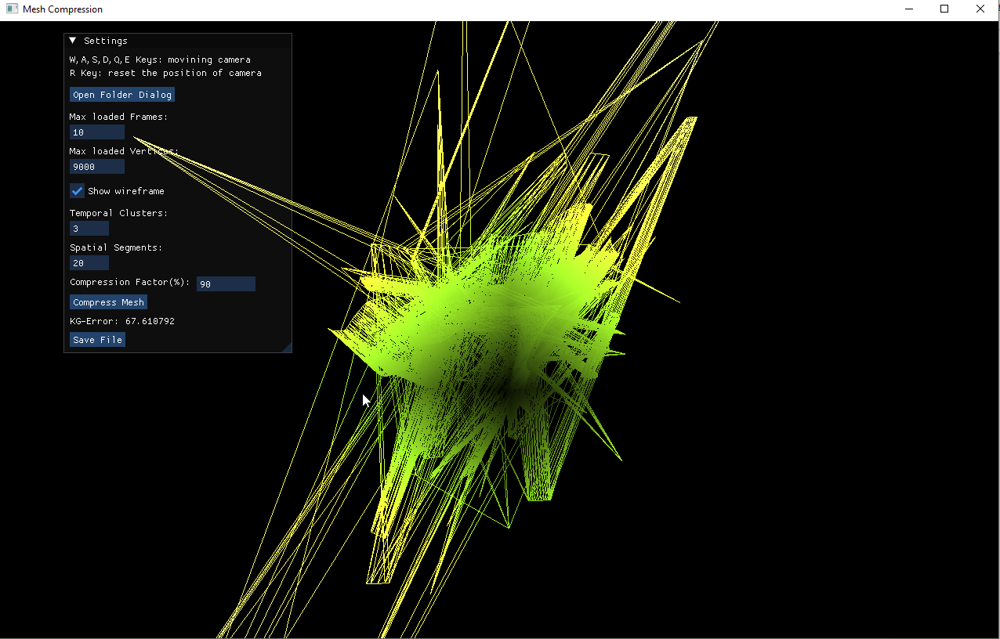 Mesh Compression
Settings
W,A,S,D,Q,E Keys: movining camera
R Key: reset the position of camera
Open Folder Dialog
Max loaded Frames:
10
Max loaded Vertices:
9000
Show wireframe
Temporal Clusters:
3
Spatial Segments:
20
Compression Factor(%): 90
Compress Mesh
KG-Error: 67.610792
Save File